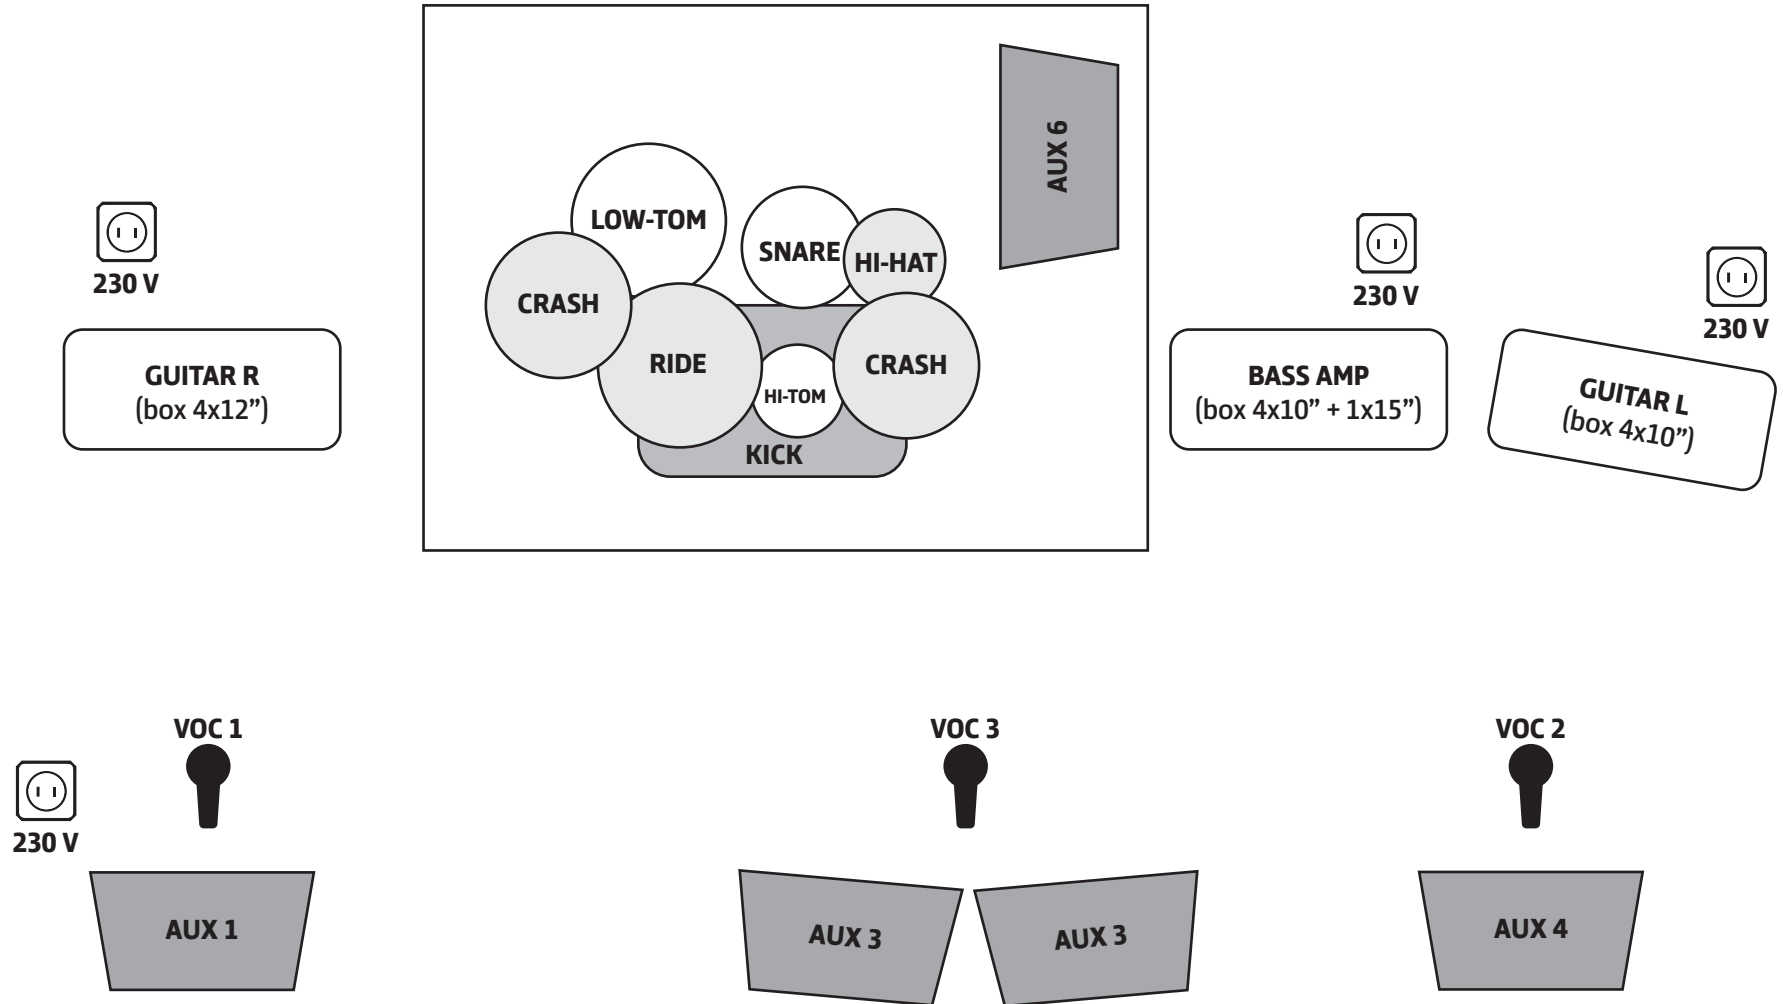 AUX 6
LOW-TOM
SNARE
HI-HAT
CRASH
RIDE
HI-TOM
CRASH
KICK
230 V
GUITAR R
(box 4x12”)
230 V
BASS AMP
(box 4x10” + 1x15”)
230 V
GUITAR L
(box 4x10”)
VOC 1
VOC 3
VOC 2
230 V
AUX 1
AUX 3
AUX 3
AUX 4